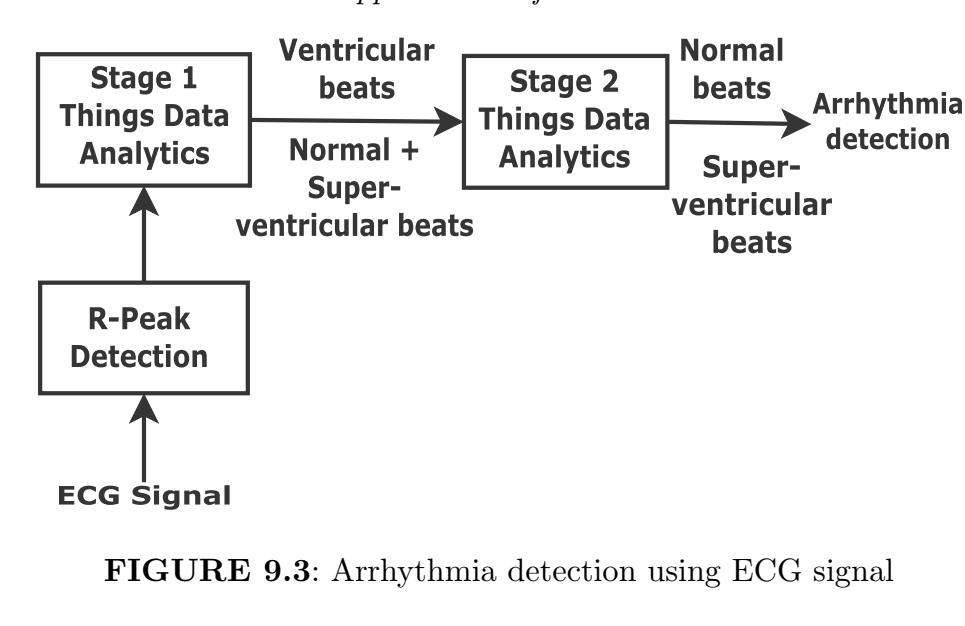 Stage 1
Things Data
Analytics
Ventricular
beats
Normal +
Super-
ventricular beats
Stage 2
Things Data
Analytics
Normal
beats
Super-
ventricular
beats
Arrhythmia
detection
R-Peak
Detection
ECG Signal
FIGURE 9.3: Arrhythmia detection using ECG signal